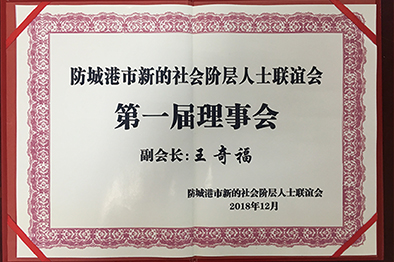 防城港市新的社会阶层人士联谊会
第一届理事会
副会长:王奇福
防城港市新的社会阶层人士联谊会
2018年12月